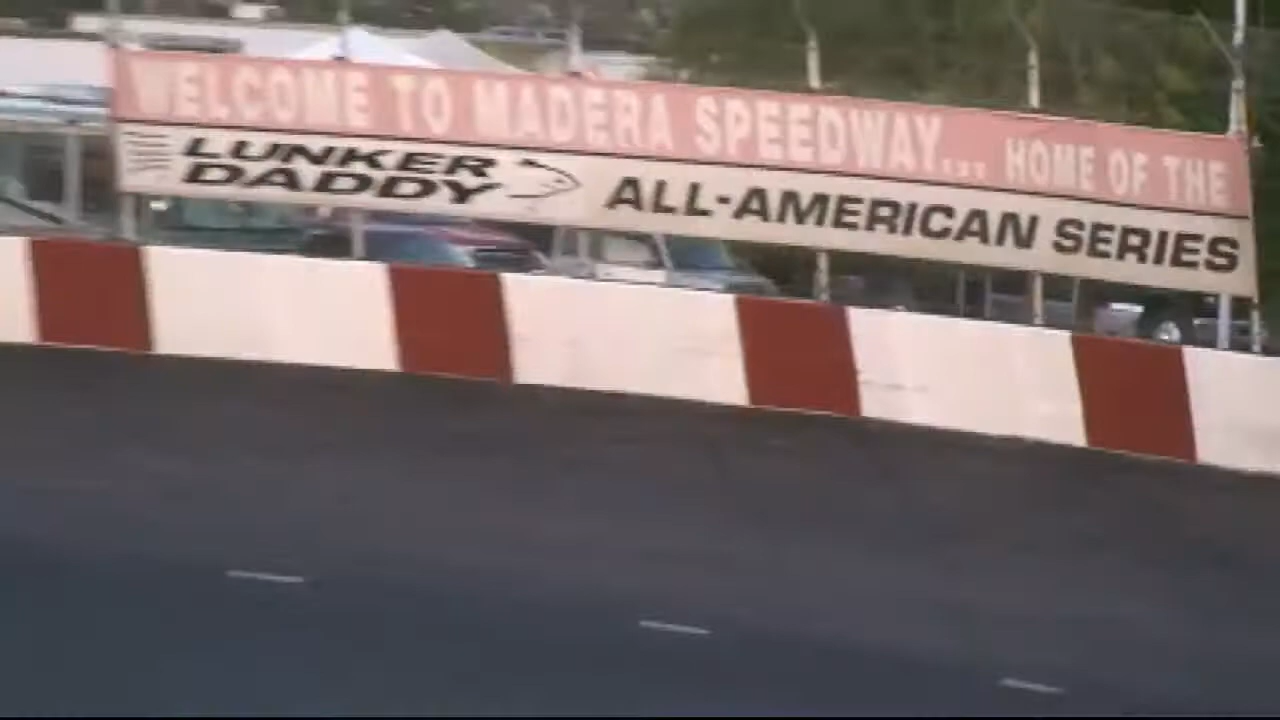 WELCOME TO MADERA SPEEDWAY... HOME OF THE
LUNKER
DADDY
ALL-AMERICAN SERIES